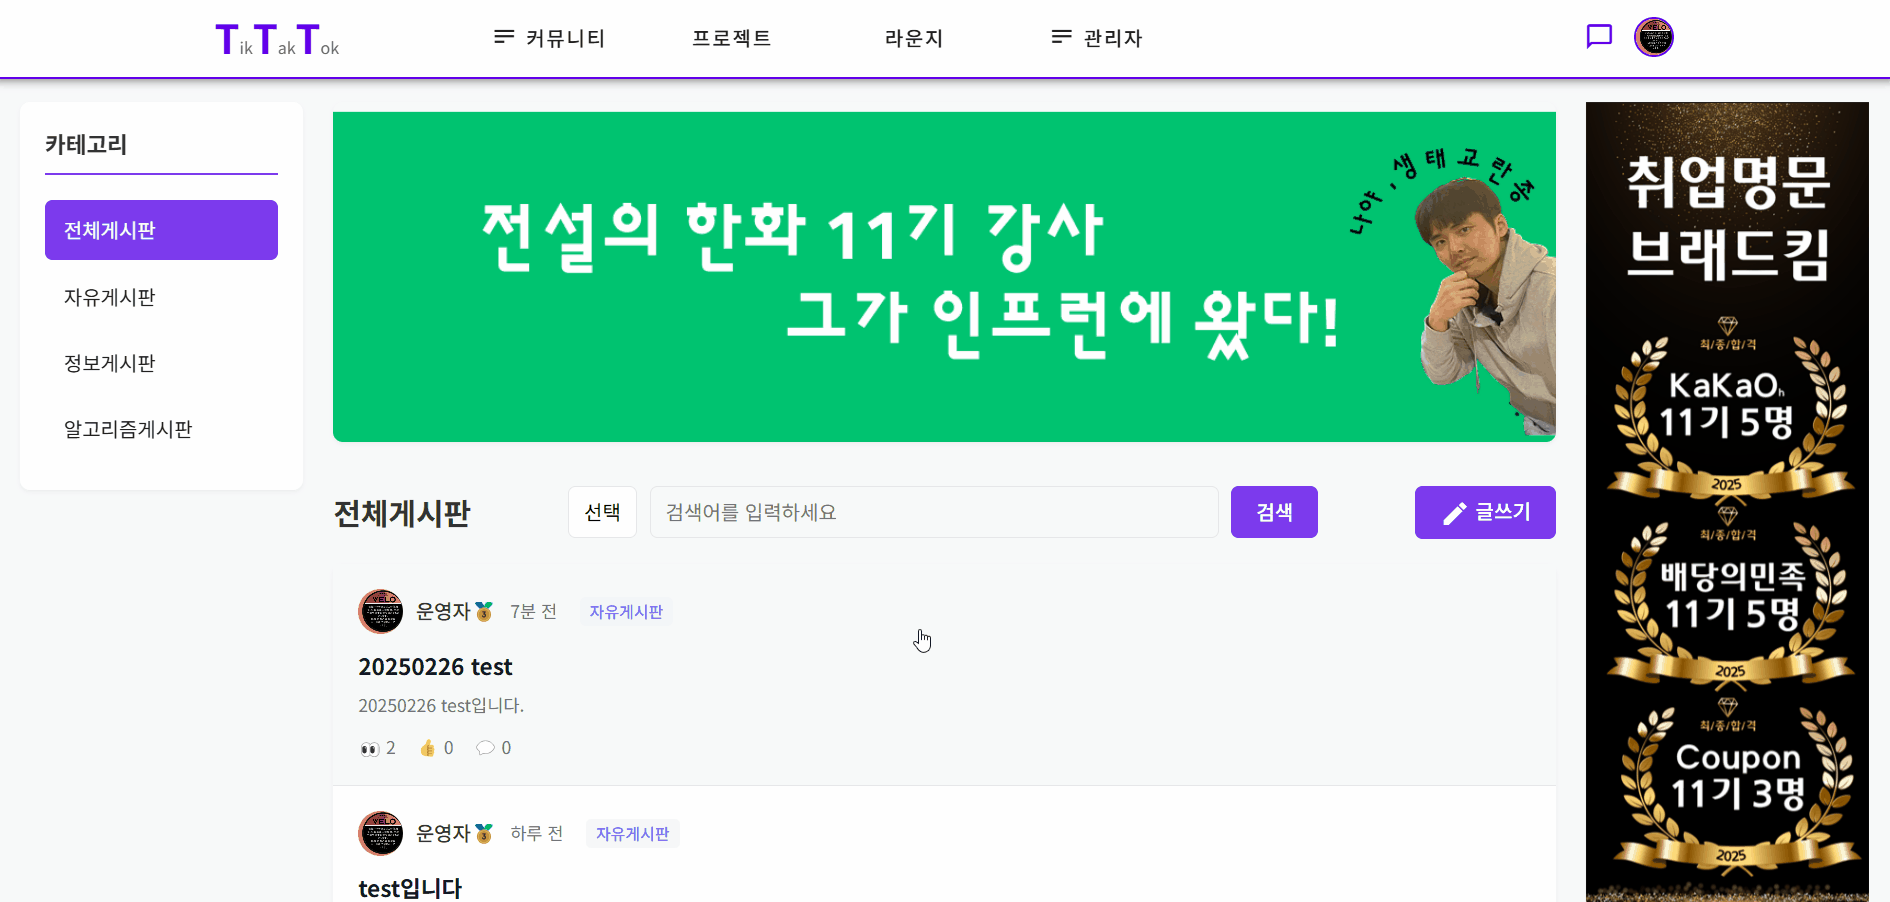 TikTakTok
커뮤니티
프로젝트
라운지
관리자
카테고리
전체게시판
자유게시판
정보게시판
알고리즘게시판
전설의 한화 11기 강사
그가 인프런에 왔다!
나야, 생태교란종
전체게시판
선택
검색어를 입력하세요
검색
글쓰기
운영자 7분 전 자유게시판
20250226 test
20250226 test입니다.
2 0 0
운영자 하루 전 자유게시판
test입니다
취업명문
브래드킴
최/종/합/격
KaKaOh
11기 5명
2025
최/종/합/격
배당의민족
11기 5명
2025
최/종/합/격
Coupon
11기 3명
2025